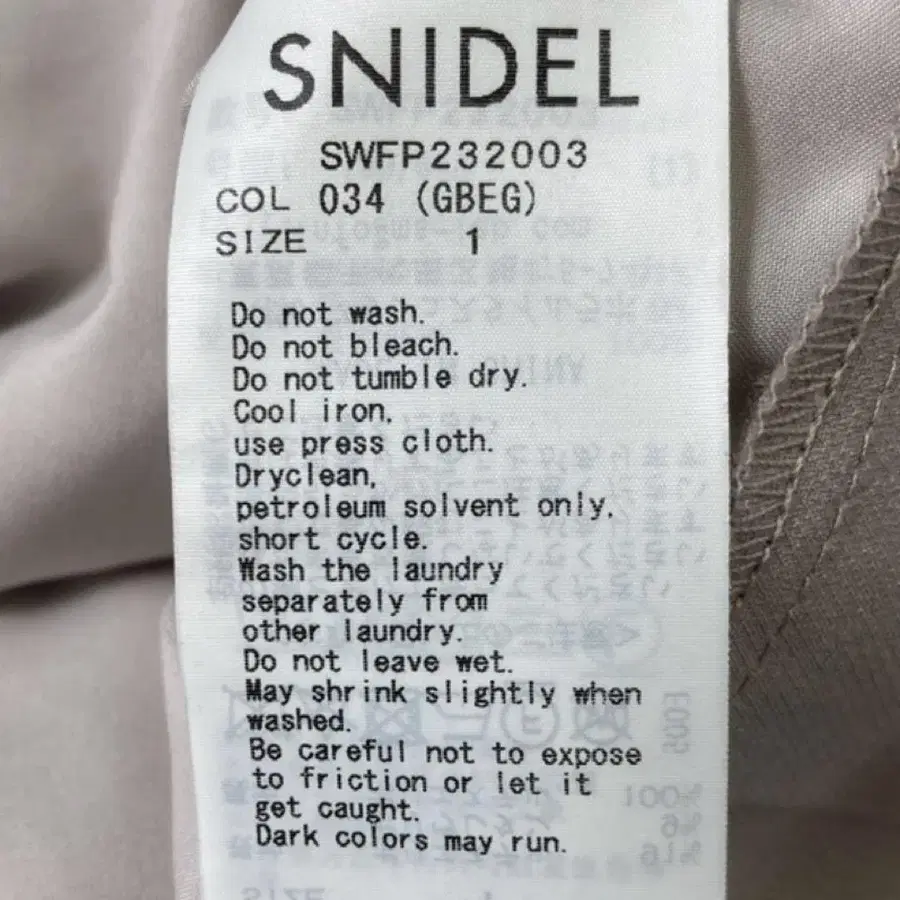 SNIDEL
SWFP232003
COL 034 (GBEG)
SIZE 1
Do not wash.
Do not bleach.
Do not tumble dry.
Cool iron,
use press cloth.
Dryclean,
petroleum solvent only,
short cycle.
Wash the laundry
separately from
other laundry.
Do not leave wet.
May shrink slightly when
washed.
Be careful not to expose
to friction or let it
get caught.
Dark colors may run.
SIZE